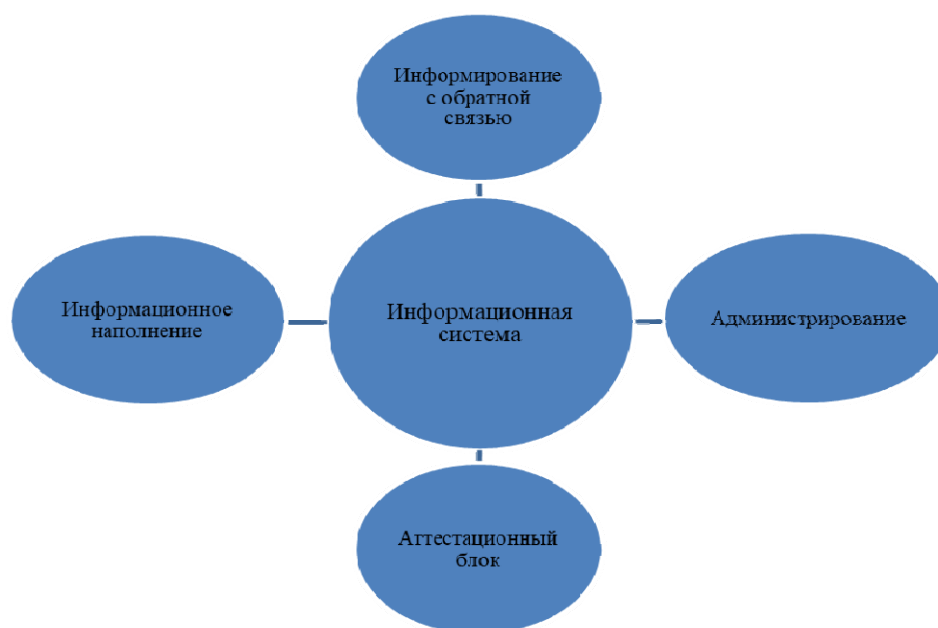 Информирование
с обратной
связью
Информационное
наполнение
Информационная
система
Администрирование
Аттестационный
блок